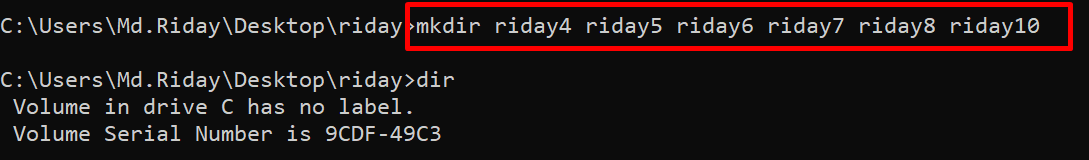 C:\Users\Md.Riday\Desktop\riday>mkdir riday4 riday5 riday6 riday7 riday8 riday10
C:\Users\Md.Riday\Desktop\riday>dir
Volume in drive C has no label.
Volume Serial Number is 9CDF-49C3